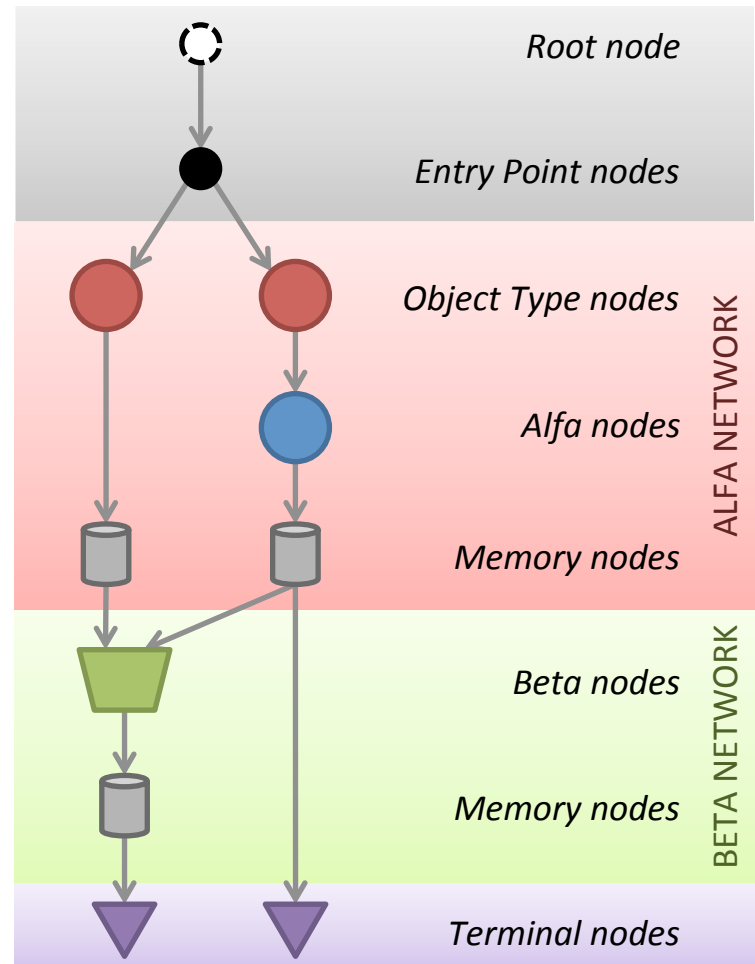 Root node
Entry Point nodes
Object Type nodes
Alfa nodes
Memory nodes
ALFA NETWORK
Beta nodes
Memory nodes
BETA NETWORK
Terminal nodes